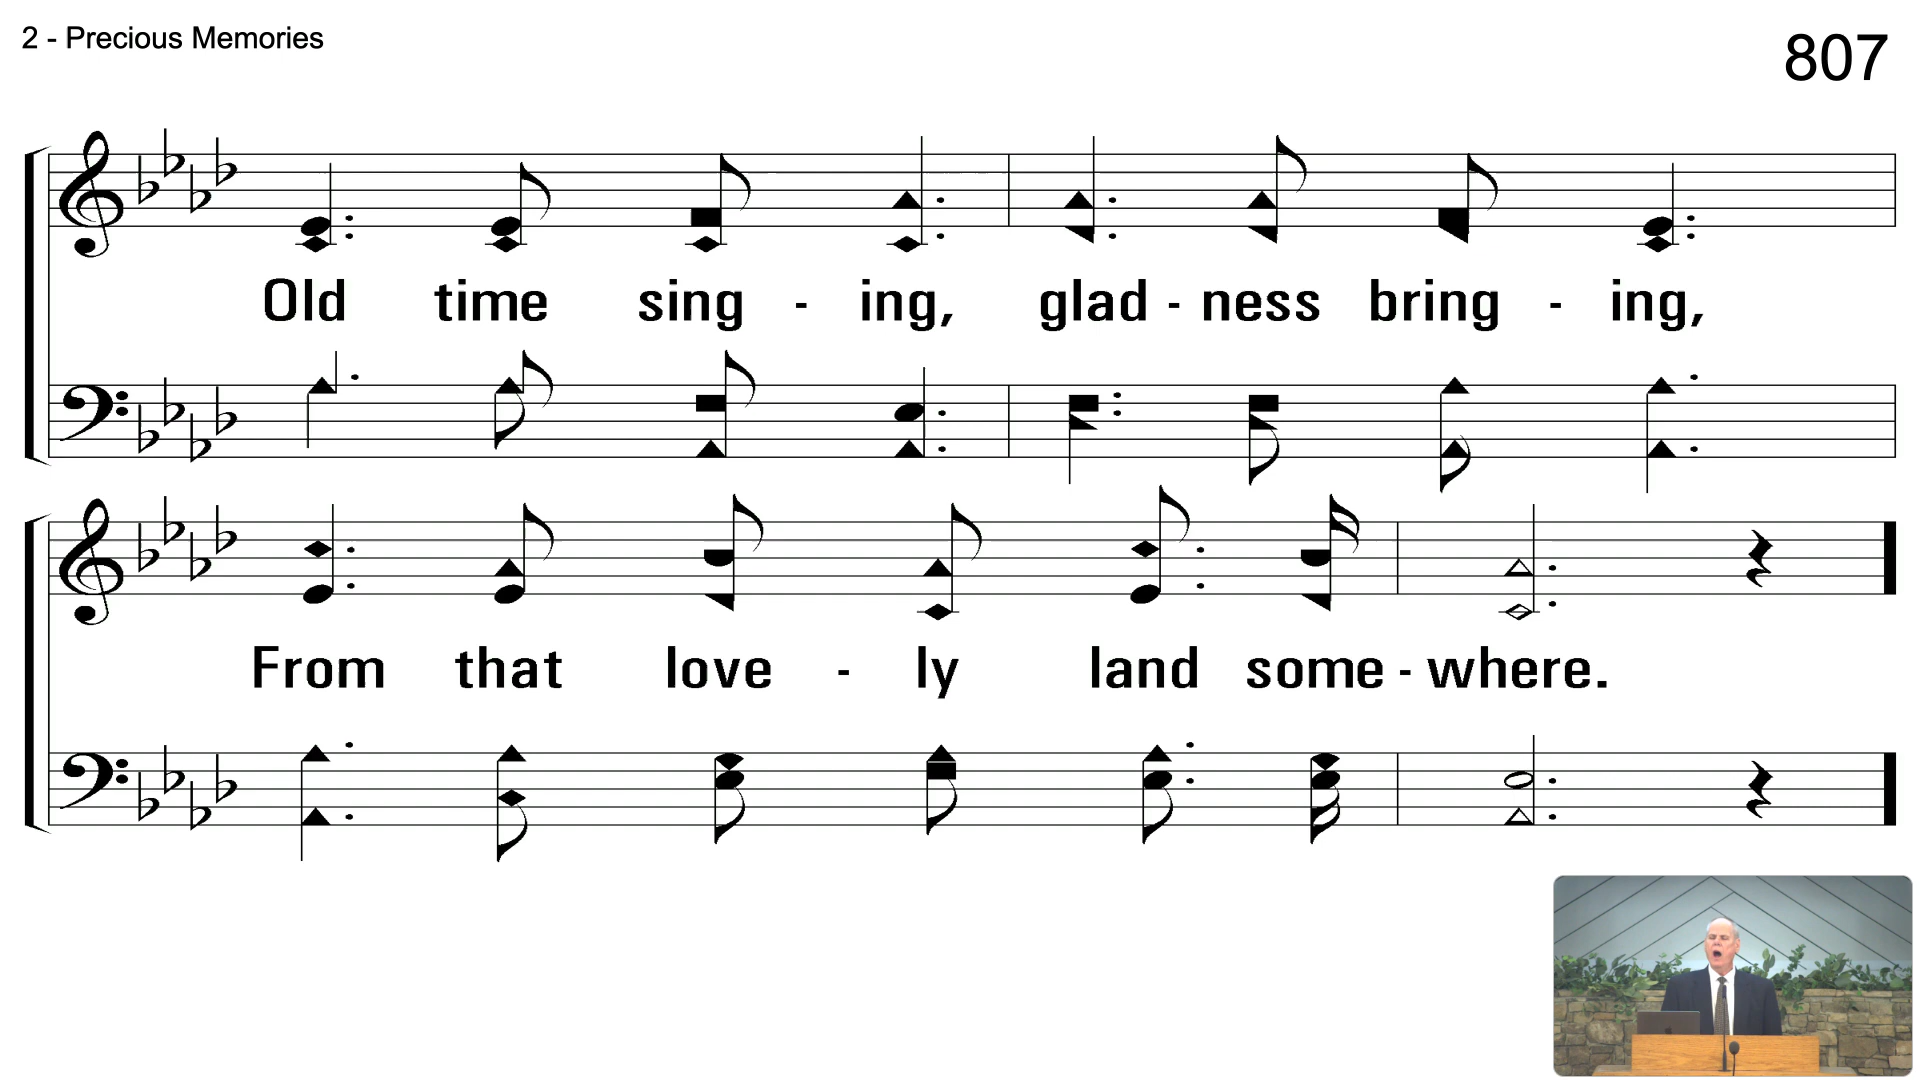 2 - Precious Memories
807
Old time sing - ing, glad - ness bring - ing,
From that love - ly land some - where.